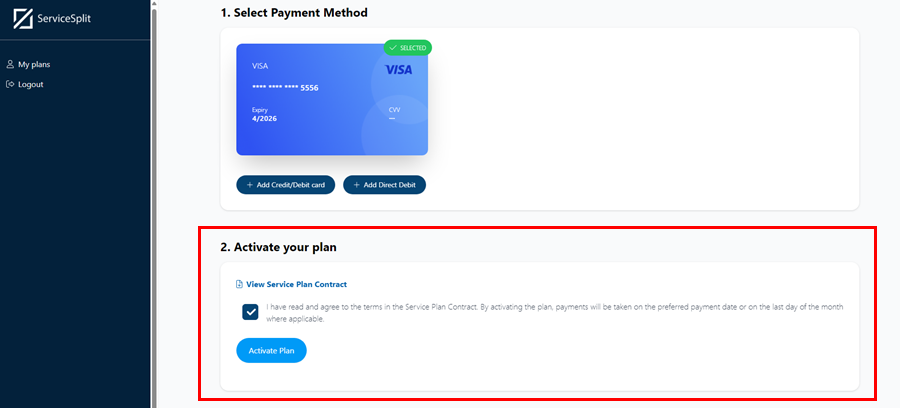 ServiceSplit
My plans
Logout
1. Select Payment Method
SELECTED
VISA
VISA
**** **** **** 5556
Expiry
4/2026
CVV
---
+ Add Credit/Debit card
+ Add Direct Debit
2. Activate your plan
View Service Plan Contract
I have read and agree to the terms in the Service Plan Contract. By activating the plan, payments will be taken on the preferred payment date or on the last day of the month
where applicable.
Activate Plan